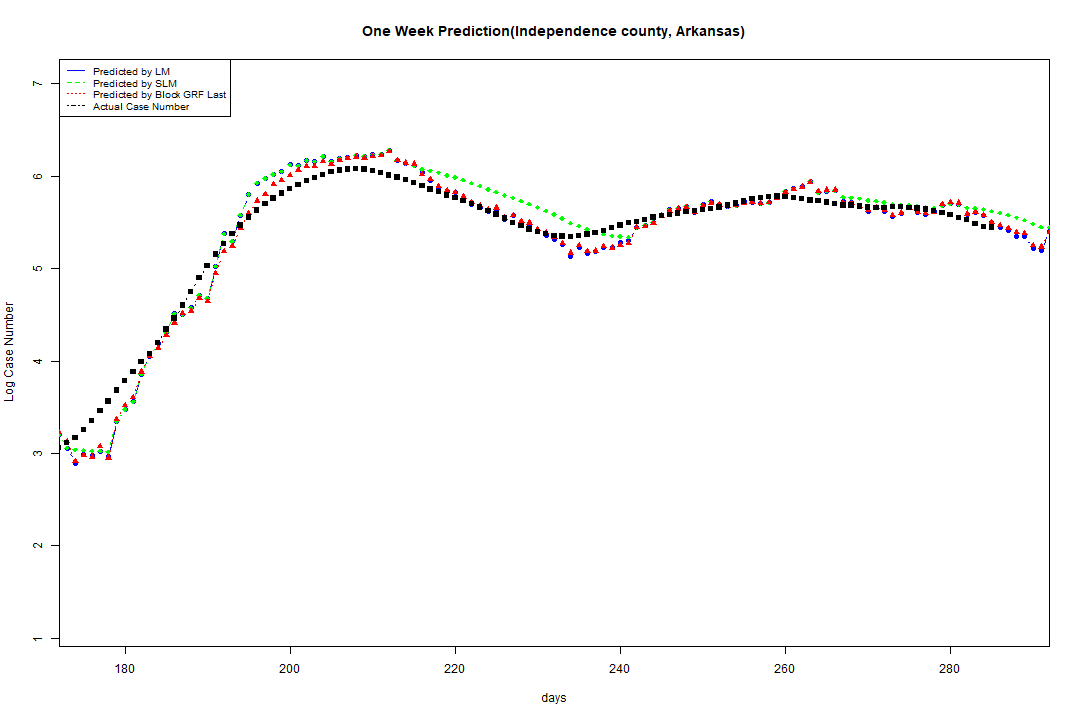 One Week Prediction(Independence county, Arkansas)
Predicted by LM
Predicted by SLM
Predicted by Block GRF Last
Actual Case Number
7
6
5
4
3
2
1
Log Case Number
180 200 220 240 260 280
days